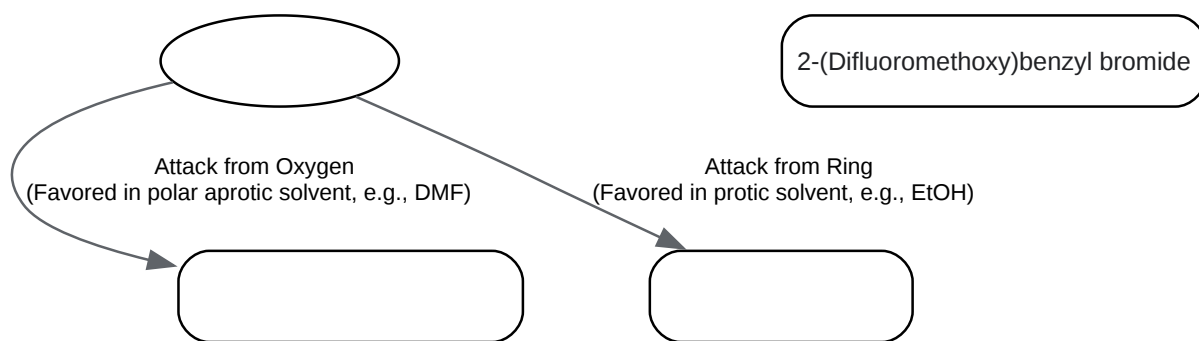 2-(Difluoromethoxy)benzyl bromide
Attack from Oxygen
(Favored in polar aprotic solvent, e.g., DMF)
Attack from Ring
(Favored in protic solvent, e.g., EtOH)